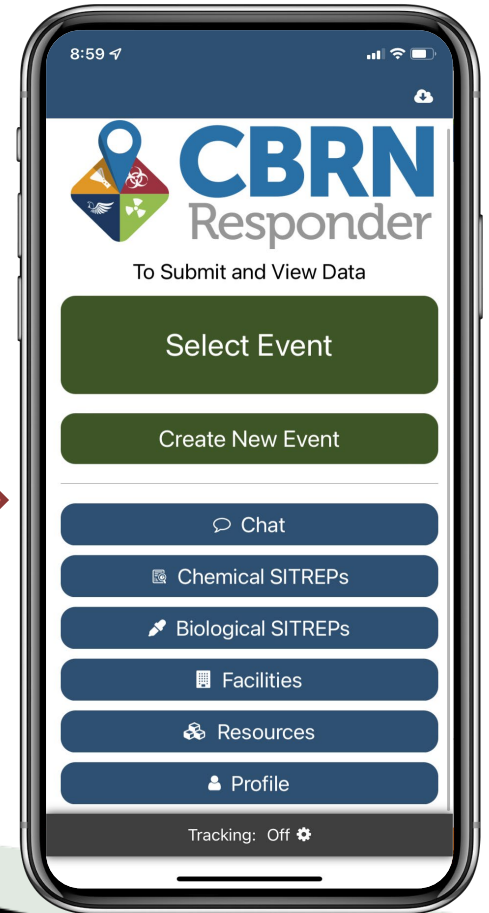 8:59
CBRN
Responder
To Submit and View Data
Select Event
Create New Event
Chat
Chemical SITREPs
Biological SITREPs
Facilities
Resources
Profile
Tracking: Off